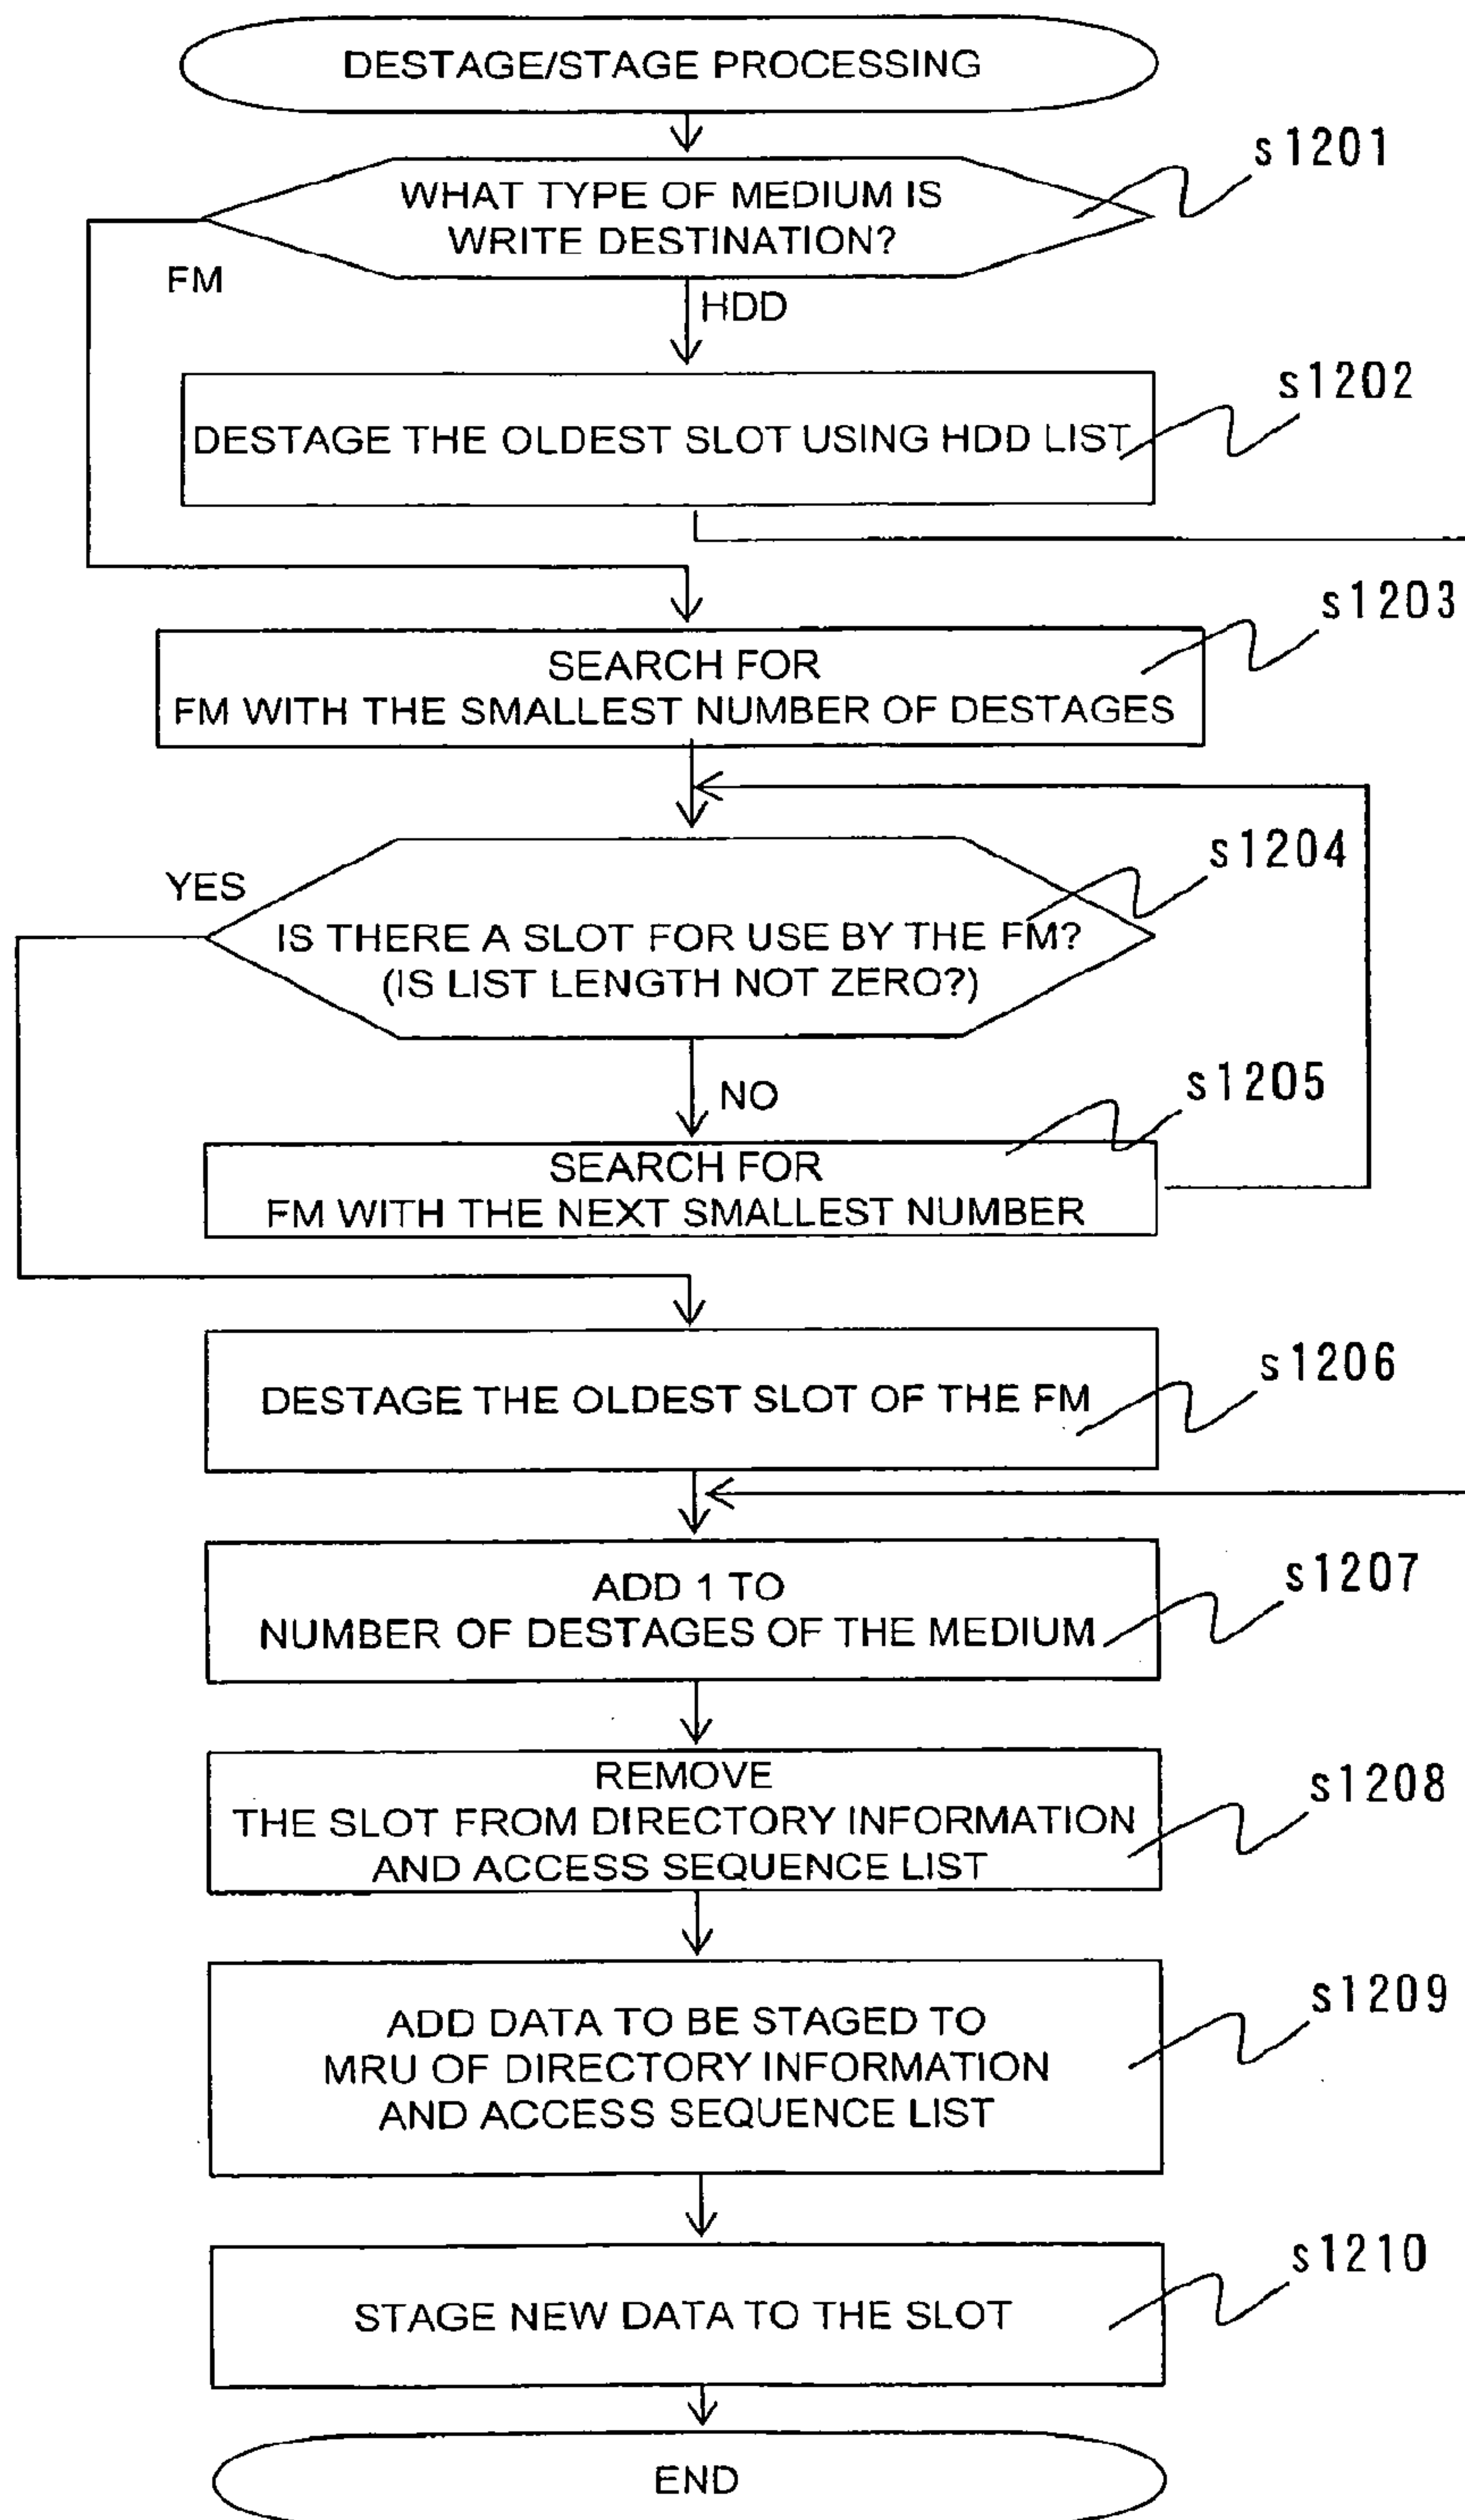 DESTAGE/STAGE PROCESSING
s1201
WHAT TYPE OF MEDIUM IS
WRITE DESTINATION?
FM
HDD
s1202
DESTAGE THE OLDEST SLOT USING HDD LIST
s1203
SEARCH FOR
FM WITH THE SMALLEST NUMBER OF DESTAGES
s1204
YES
IS THERE A SLOT FOR USE BY THE FM?
(IS LIST LENGTH NOT ZERO?)
NO
s1205
SEARCH FOR
FM WITH THE NEXT SMALLEST NUMBER
s1206
DESTAGE THE OLDEST SLOT OF THE FM
s1207
ADD 1 TO
NUMBER OF DESTAGES OF THE MEDIUM
s1208
REMOVE
THE SLOT FROM DIRECTORY INFORMATION
AND ACCESS SEQUENCE LIST
s1209
ADD DATA TO BE STAGED TO
MRU OF DIRECTORY INFORMATION
AND ACCESS SEQUENCE LIST
s1210
STAGE NEW DATA TO THE SLOT
END